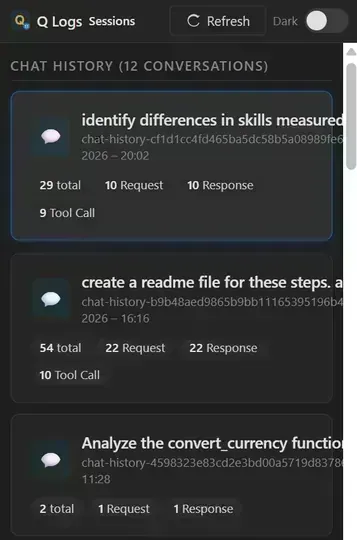 Q Logs Sessions Refresh Dark
CHAT HISTORY (12 CONVERSATIONS)
identify differences in skills measured
chat-history-cf1d1cc4fd465ba5dc58b5a08989fe6
2026 – 20:02
29 total 10 Request 10 Response
9 Tool Call
create a readme file for these steps. a
chat-history-b9b48aed9865b9bb11165395196b4
2026 – 16:16
54 total 22 Request 22 Response
10 Tool Call
Analyze the convert_currency function
chat-history-4598323e83cd2e3bd00a5719d8378
11:28
2 total 1 Request 1 Response